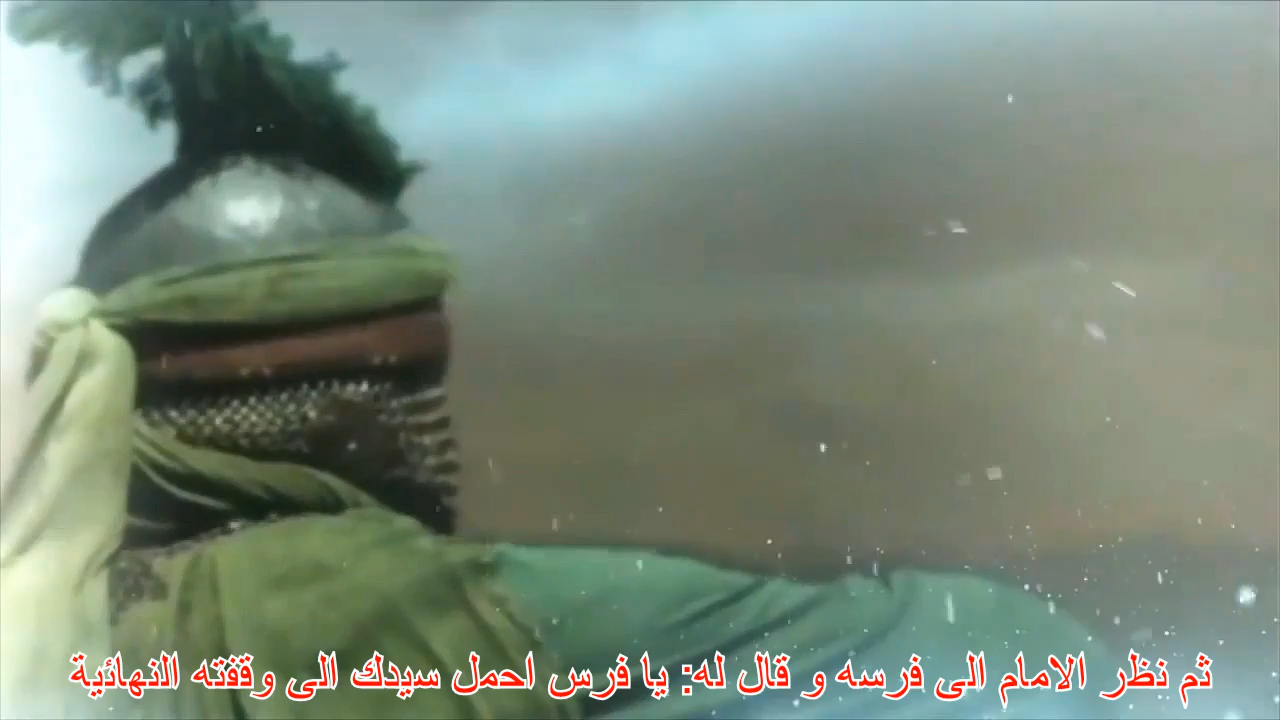 ثم نظر الامام الى فرسه و قال له: يا فرس احمل سيدك الى وقفته النهائية